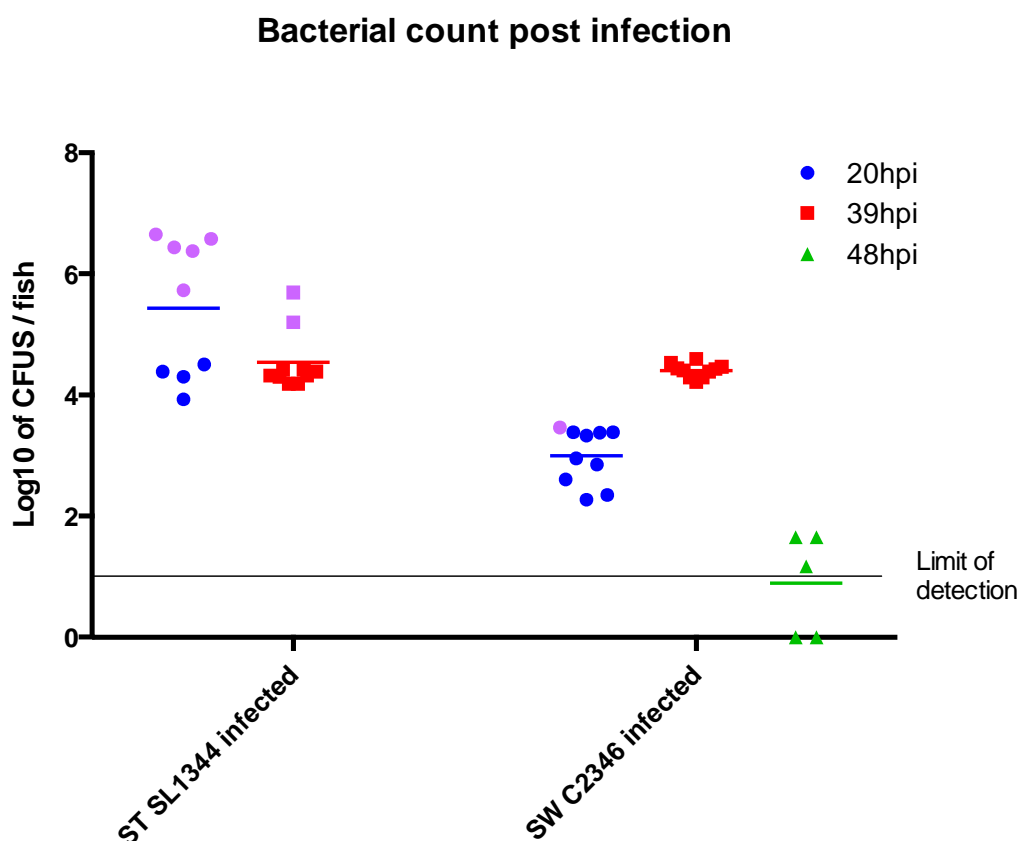 Bacterial count post infection
Log10 of CFUS / fish
8
6
4
2
0
20hpi
39hpi
48hpi
Limit of
detection
ST SL1344 infected
SW C2346 infected